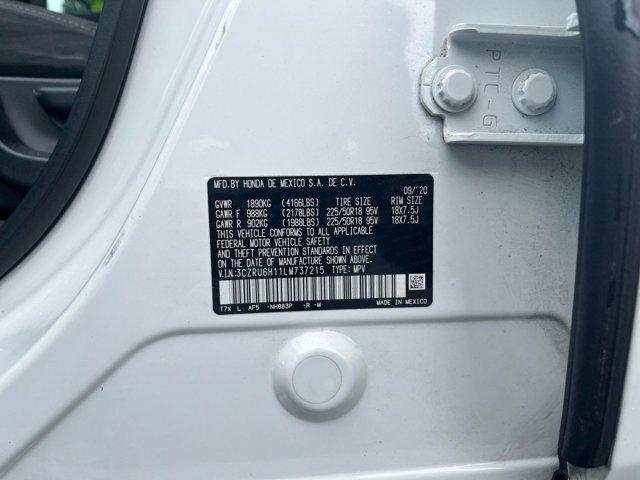 PTC-G
MFD.BY HONDA DE MEXICO S.A. DE C.V. 09/'20
GVWR 1890KG (4166LBS) TIRE SIZE RIM SIZE
GAWR F 988KG (2178LBS) 225/50R18 95V 18X7.5J
GAWR R 902KG (1988LBS) 225/50R18 95V 18X7.5J
THIS VEHICLE CONFORMS TO ALL APPLICABLE
FEDERAL MOTOR VEHICLE SAFETY
AND THEFT PREVENTION STANDARDS IN EFFECT
ON THE DATE OF MANUFACTURE SHOWN ABOVE.
V.I.N:3CZRU6H11LM737215 TYPE: MPV
T7X L AF5 -NH883P -R -W MADE IN MEXICO